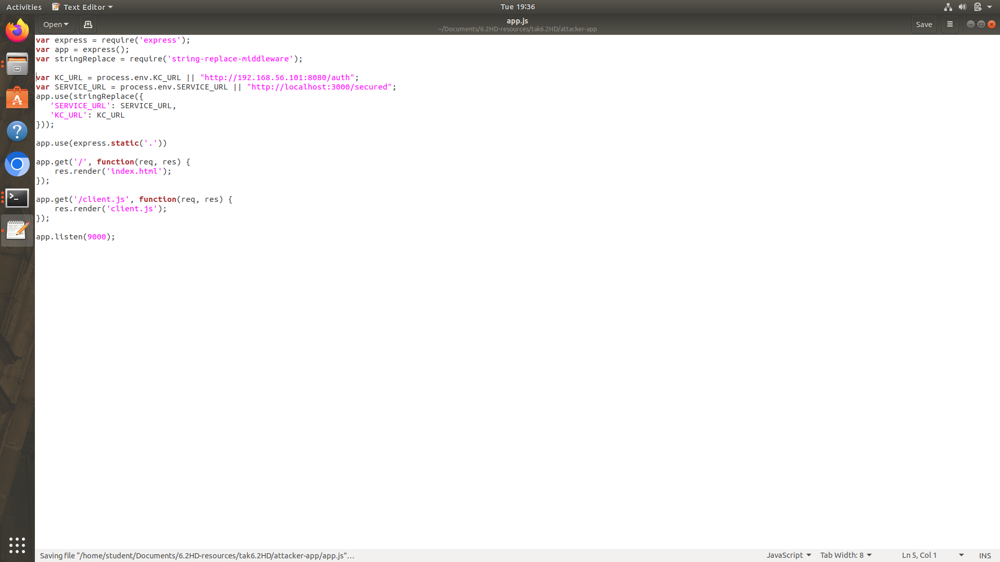 Activities
Text Editor
Tue 19:36
Open
app.js
~/Documents/6.2HD-resources/tak6.2HD/attacker-app
Save
var express = require('express');
var app = express();
var stringReplace = require('string-replace-middleware');
var KC_URL = process.env.KC_URL || "http://192.168.56.101:8080/auth";
var SERVICE_URL = process.env.SERVICE_URL || "http://localhost:3000/secured";
app.use(stringReplace({
   'SERVICE_URL': SERVICE_URL,
   'KC_URL': KC_URL
}));
app.use(express.static('.'))
app.get('/', function(req, res) {
    res.render('index.html');
});
app.get('/client.js', function(req, res) {
    res.render('client.js');
});
app.listen(9000);
Saving file “/home/student/Documents/6.2HD-resources/tak6.2HD/attacker-app/app.js”…
JavaScript
Tab Width: 8
Ln 5, Col 1
INS